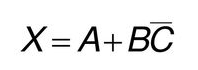 X = A + BC̅